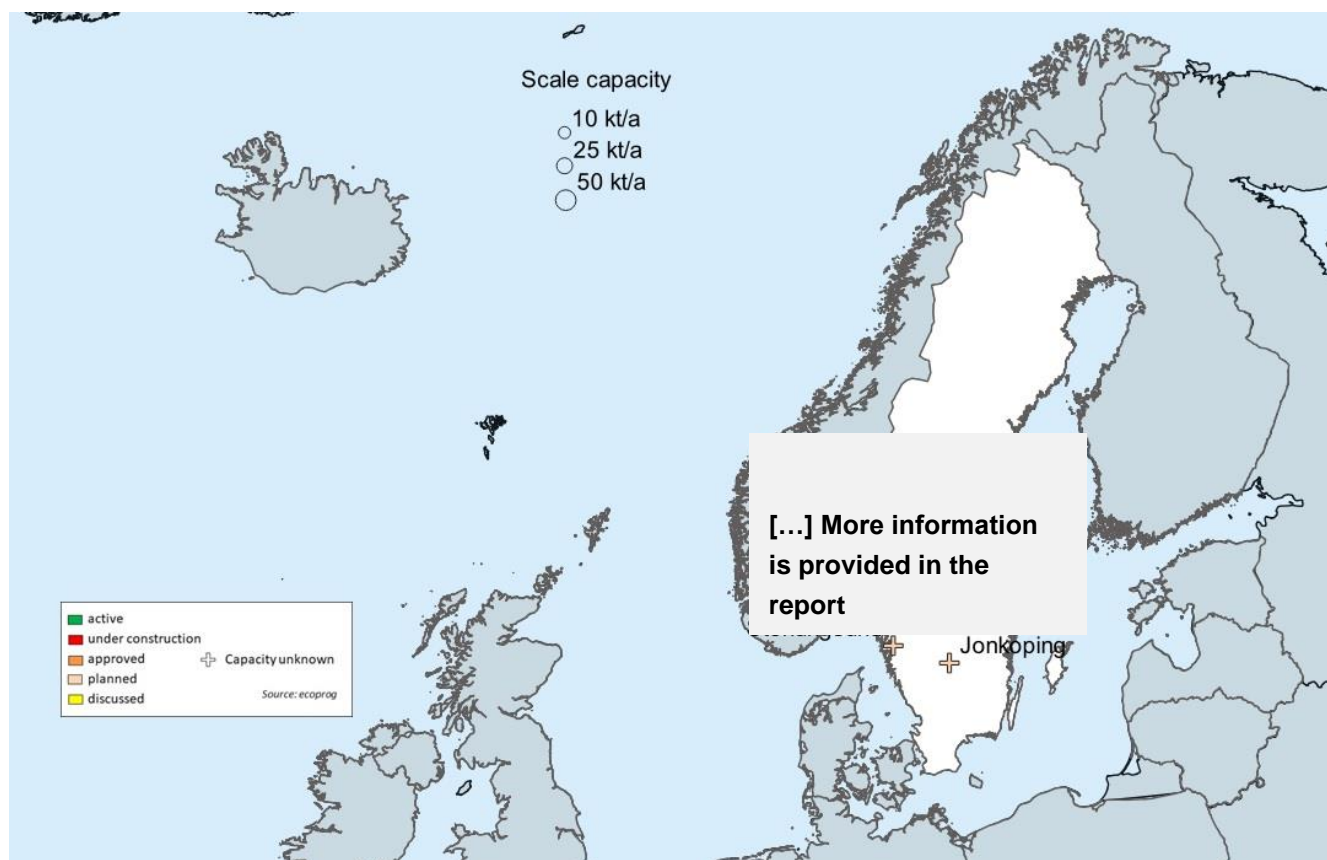 Scale capacity
10 kt/a
25 kt/a
50 kt/a
[…] More information
is provided in the
report
Jonkoping
active
under construction
approved
Capacity unknown
planned
Source: ecoprog
discussed